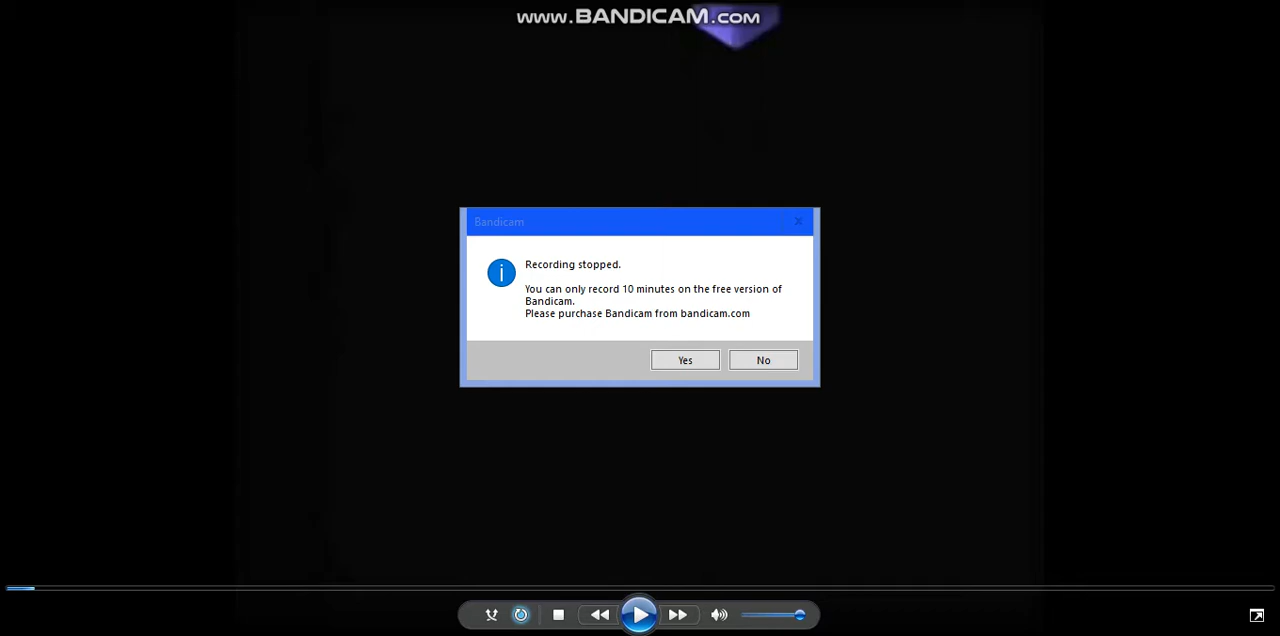 www.BANDICAM.COM
Bandicam
Recording stopped.
You can only record 10 minutes on the free version of
Bandicam.
Please purchase Bandicam from bandicam.com
Yes
No